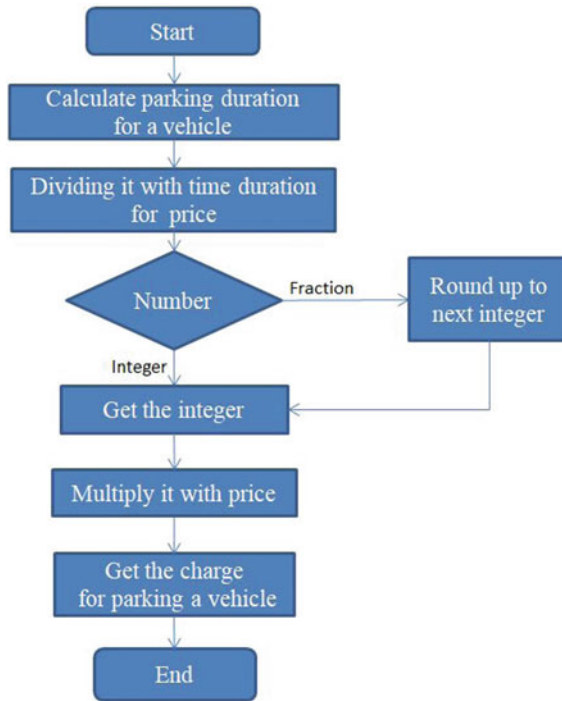 Start
Calculate parking duration
for a vehicle
Dividing it with time duration
for price
Number
Fraction
Round up to
next integer
Integer
Get the integer
Multiply it with price
Get the charge
for parking a vehicle
End